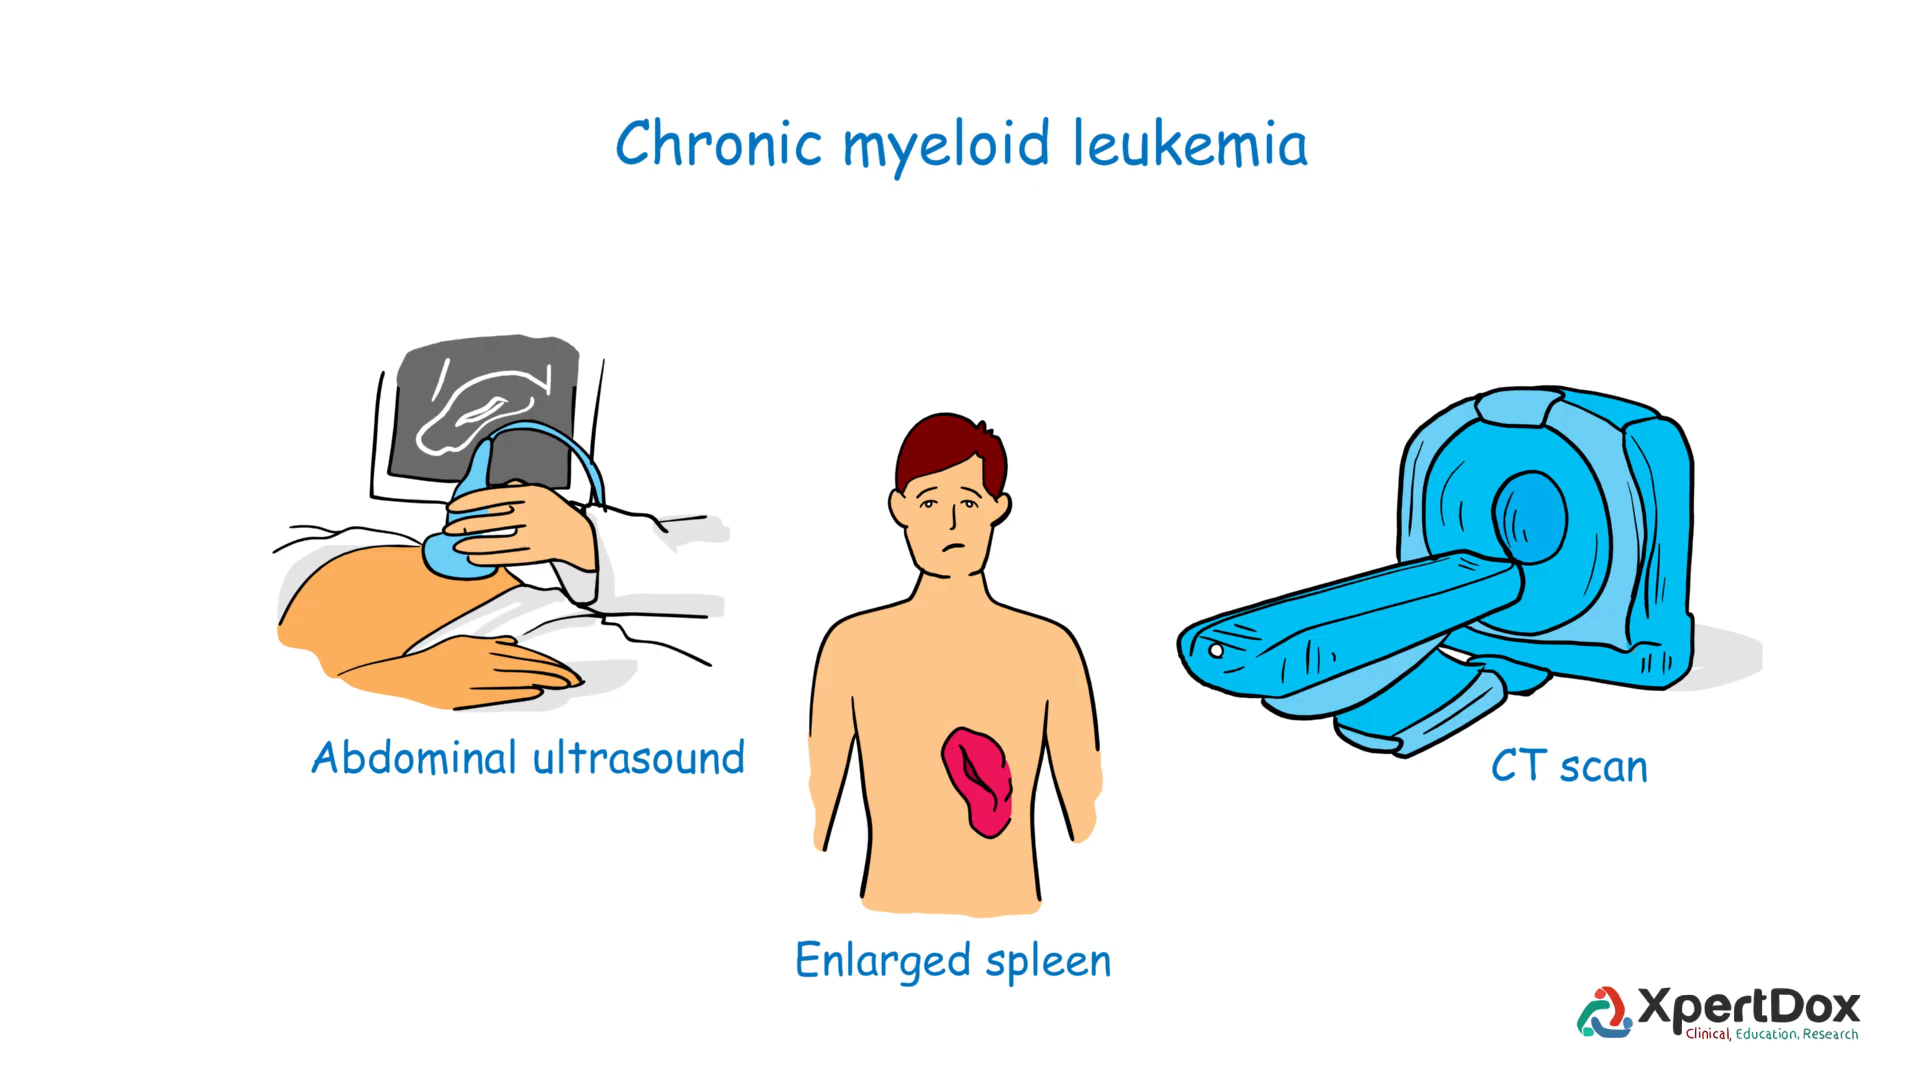 Chronic myeloid leukemia
Abdominal ultrasound
CT scan
Enlarged spleen
XpertDox
Clinical, Education, Research